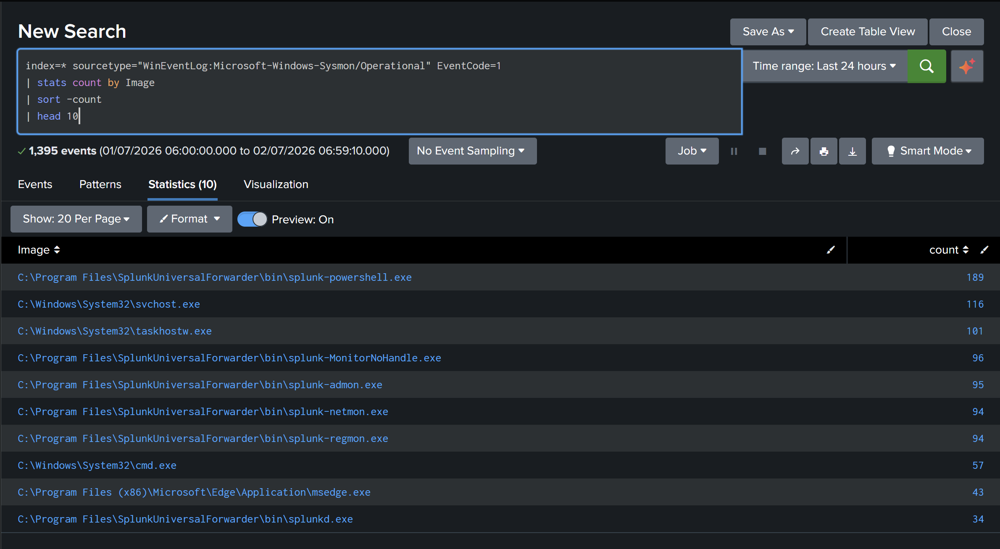 New Search
Save As
Create Table View
Close
index=* sourcetype="WinEventLog:Microsoft-Windows-Sysmon/Operational" EventCode=1
| stats count by Image
| sort -count
| head 10
Time range: Last 24 hours
1,395 events (01/07/2026 06:00:00.000 to 02/07/2026 06:59:10.000)
No Event Sampling
Job
Smart Mode
Events
Patterns
Statistics (10)
Visualization
Show: 20 Per Page
Format
Preview: On
Image
count
C:\Program Files\SplunkUniversalForwarder\bin\splunk-powershell.exe 189
C:\Windows\System32\svchost.exe 116
C:\Windows\System32\taskhostw.exe 101
C:\Program Files\SplunkUniversalForwarder\bin\splunk-MonitorNoHandle.exe 96
C:\Program Files\SplunkUniversalForwarder\bin\splunk-admon.exe 95
C:\Program Files\SplunkUniversalForwarder\bin\splunk-netmon.exe 94
C:\Program Files\SplunkUniversalForwarder\bin\splunk-regmon.exe 94
C:\Windows\System32\cmd.exe 57
C:\Program Files (x86)\Microsoft\Edge\Application\msedge.exe 43
C:\Program Files\SplunkUniversalForwarder\bin\splunkd.exe 34